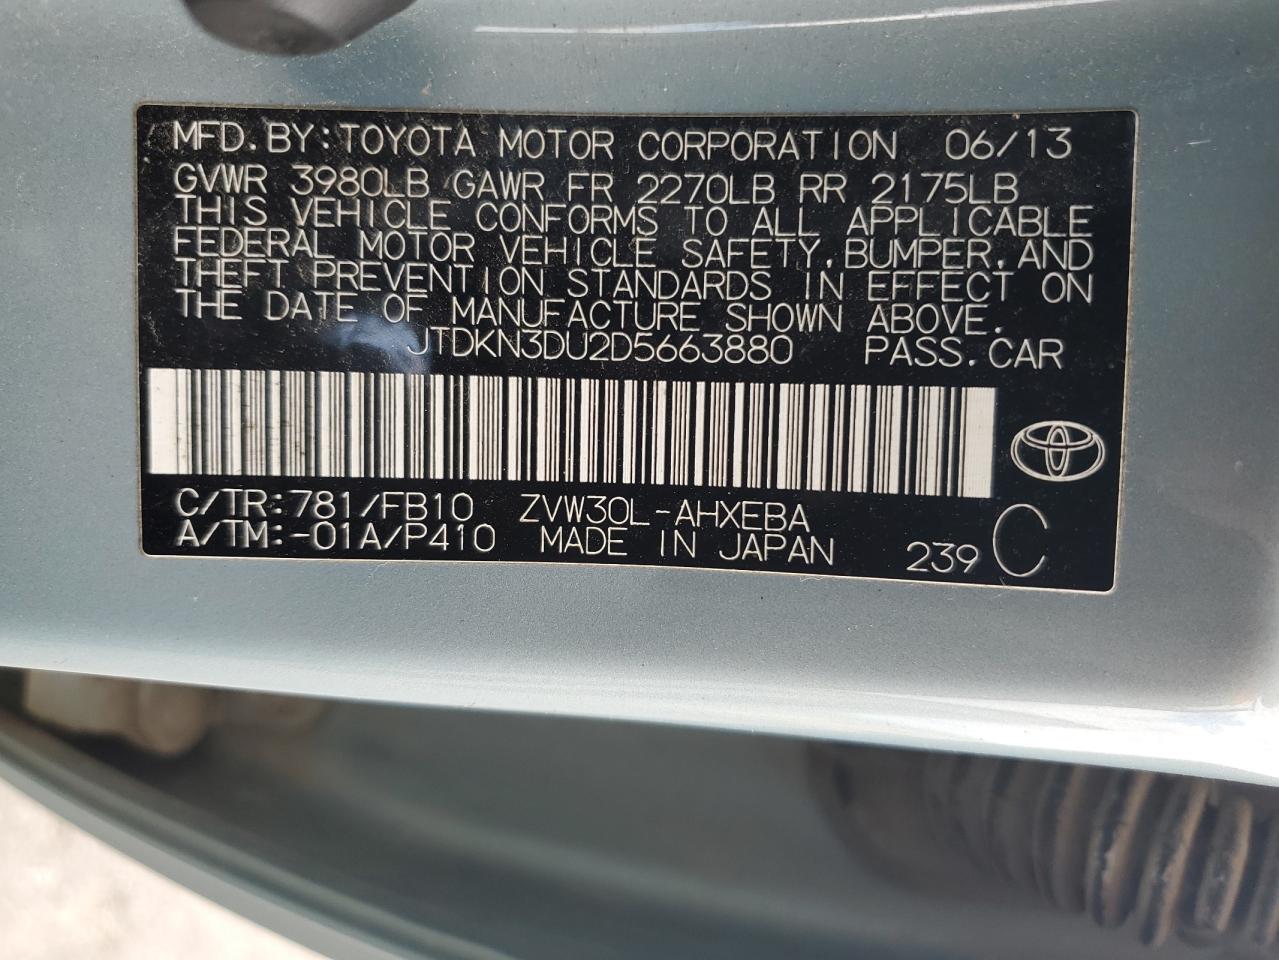 MFD. BY: TOYOTA MOTOR CORPORATION 06/13
GVWR 3980LB GAWR FR 2270LB RR 2175LB
THIS VEHICLE CONFORMS TO ALL APPLICABLE
FEDERAL MOTOR VEHICLE SAFETY, BUMPER, AND
THEFT PREVENTION STANDARDS IN EFFECT ON
THE DATE OF MANUFACTURE SHOWN ABOVE.
JTDKN3DU2D5663880 PASS. CAR
C/TR: 781/FB10 ZVW30L-AHXEBA
A/TM: -01A/P410 MADE IN JAPAN 239 C